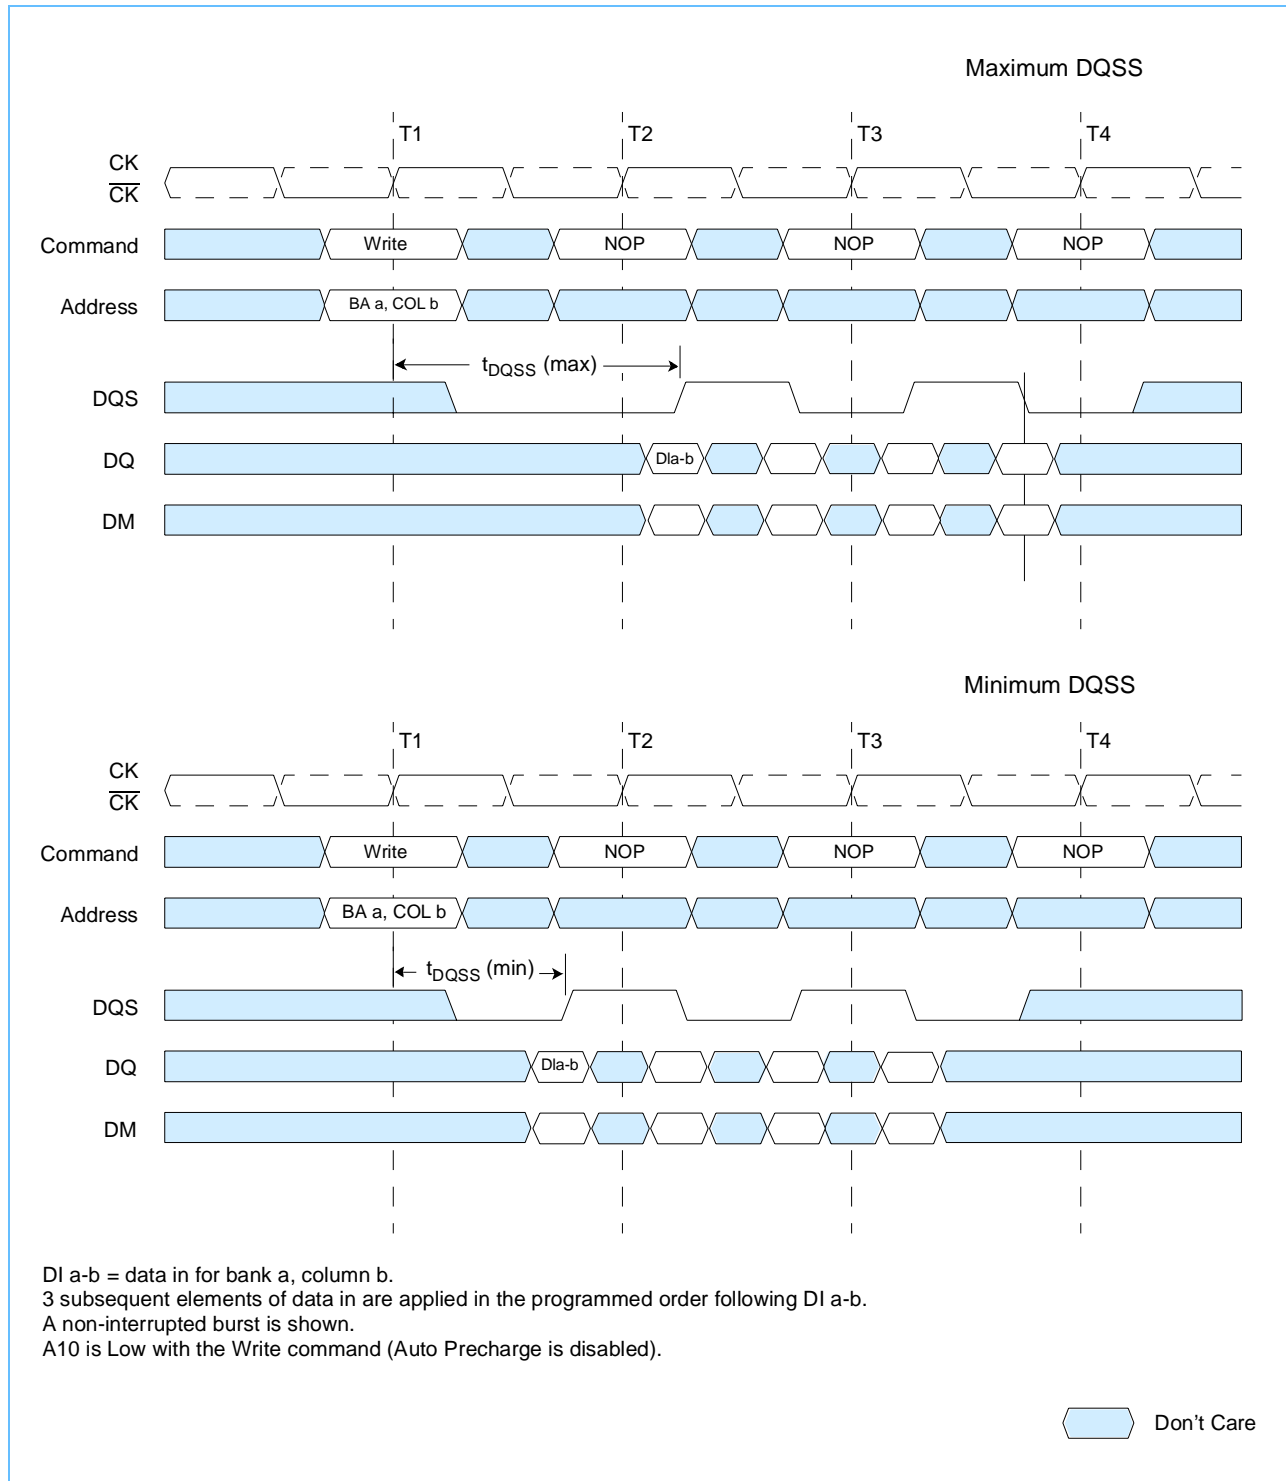 Maximum DQSS
T1 T2 T3 T4
CK
CK
Command Write NOP NOP NOP
Address BA a, COL b
tDQSS (max)
DQS
DQ DIa-b
DM
Minimum DQSS
T1 T2 T3 T4
CK
CK
Command Write NOP NOP NOP
Address BA a, COL b
tDQSS (min)
DQS
DQ DIa-b
DM
DI a-b = data in for bank a, column b.
3 subsequent elements of data in are applied in the programmed order following DI a-b.
A non-interrupted burst is shown.
A10 is Low with the Write command (Auto Precharge is disabled).
Don't Care